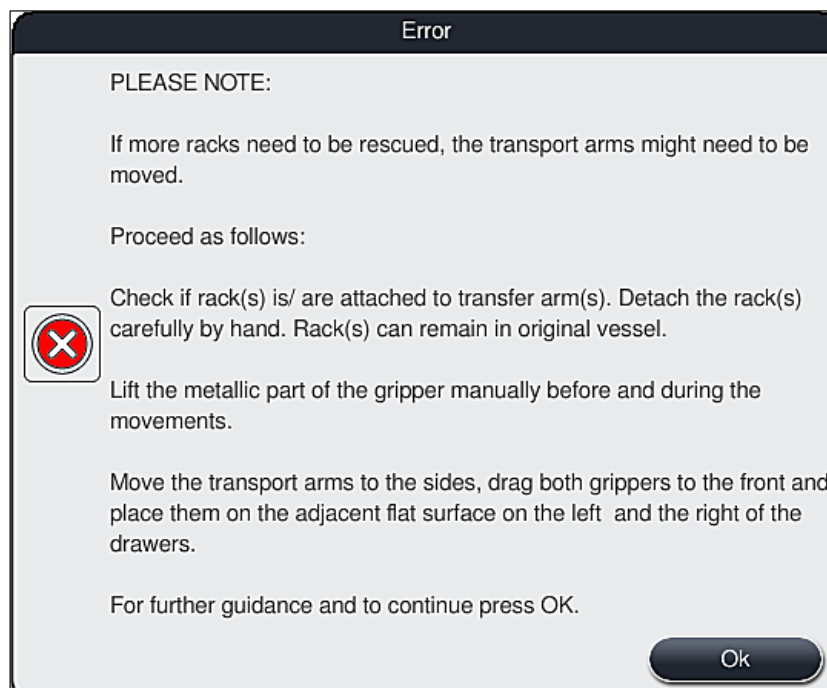 Error
PLEASE NOTE:
If more racks need to be rescued, the transport arms might need to be
moved.
Proceed as follows:
Check if rack(s) is/ are attached to transfer arm(s). Detach the rack(s)
carefully by hand. Rack(s) can remain in original vessel.
Lift the metallic part of the gripper manually before and during the
movements.
Move the transport arms to the sides, drag both grippers to the front and
place them on the adjacent flat surface on the left and the right of the
drawers.
For further guidance and to continue press OK.
Ok